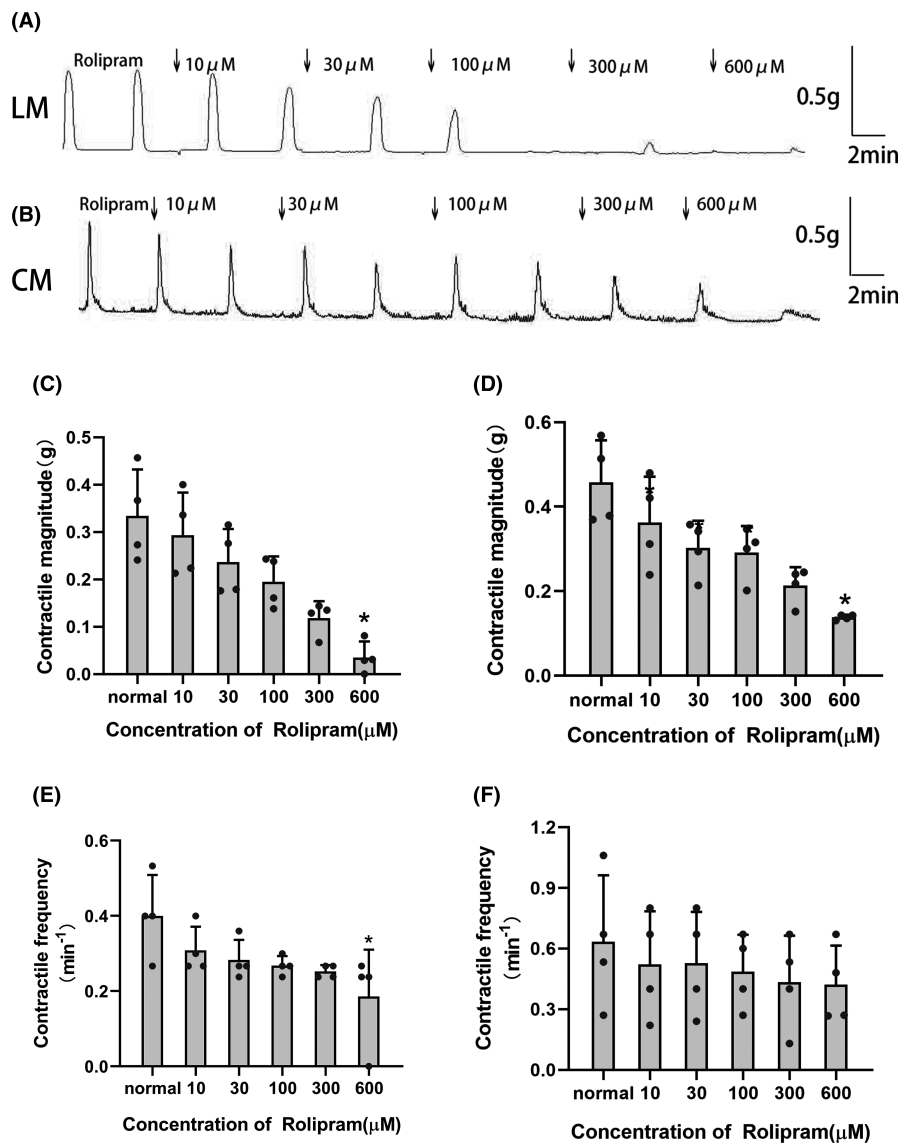 (A)
Rolipram ↓ 10 μM ↓ 30 μM ↓ 100 μM ↓ 300 μM ↓ 600 μM
LM
0.5g
2min
(B)
Rolipram ↓ 10 μM ↓ 30 μM ↓ 100 μM ↓ 300 μM ↓ 600 μM
CM
0.5g
2min
(C)
Contractile magnitude(g)
0.5
0.4
0.3
0.2
0.1
0.0
*
normal 10 30 100 300 600
Concentration of Rolipram(μM)
(D)
Contractile magnitude(g)
0.6
0.4
0.2
0.0
* * * *
normal 10 30 100 300 600
Concentration of Rolipram(μM)
(E)
Contractile frequency
(min-1)
0.6
0.4
0.2
0.0
*
normal 10 30 100 300 600
Concentration of Rolipram(μM)
(F)
Contractile frequency
(min-1)
1.2
0.9
0.6
0.3
0.0
normal 10 30 100 300 600
Concentration of Rolipram(μM)